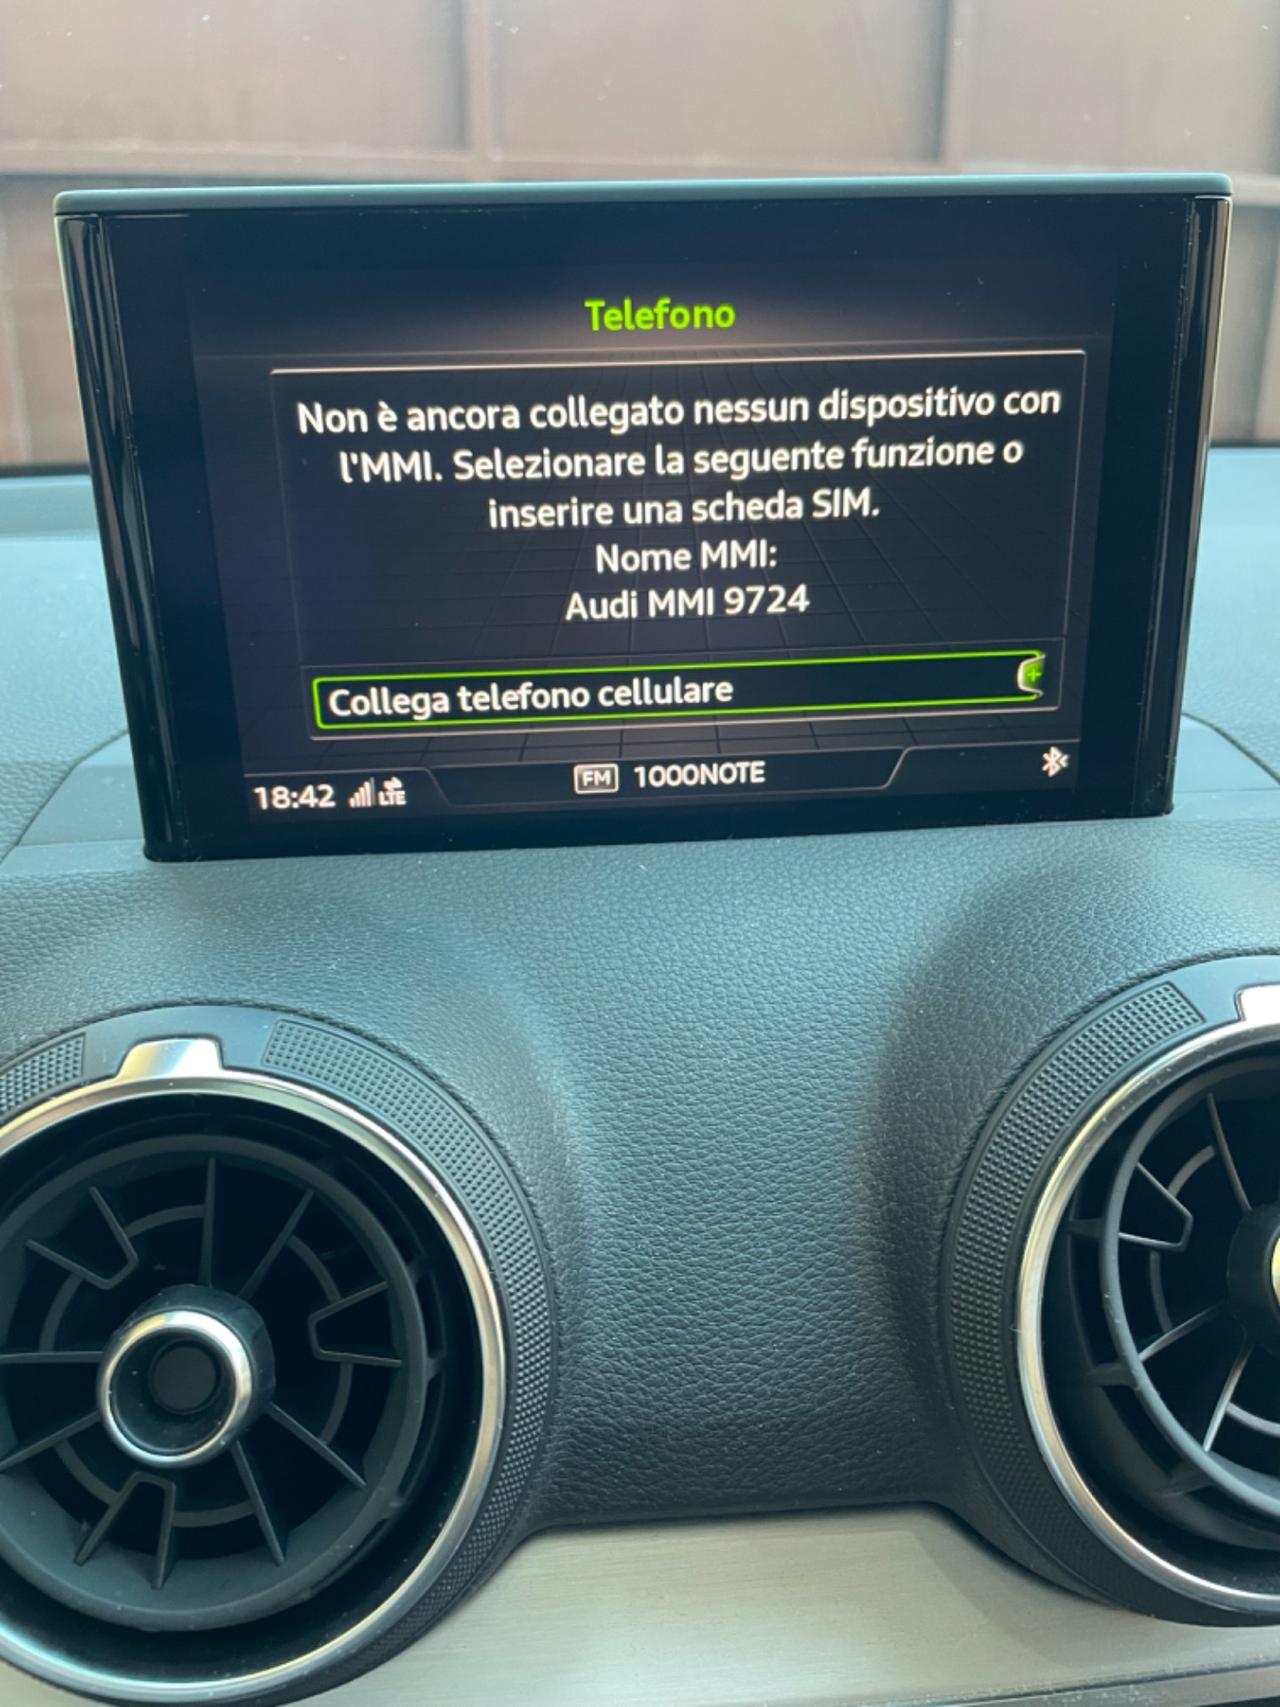 Telefono
Non è ancora collegato nessun dispositivo con
l'MMI. Selezionare la seguente funzione o
inserire una scheda SIM.
Nome MMI:
Audi MMI 9724
Collega telefono cellulare
18:42 LTE FM 1000NOTE